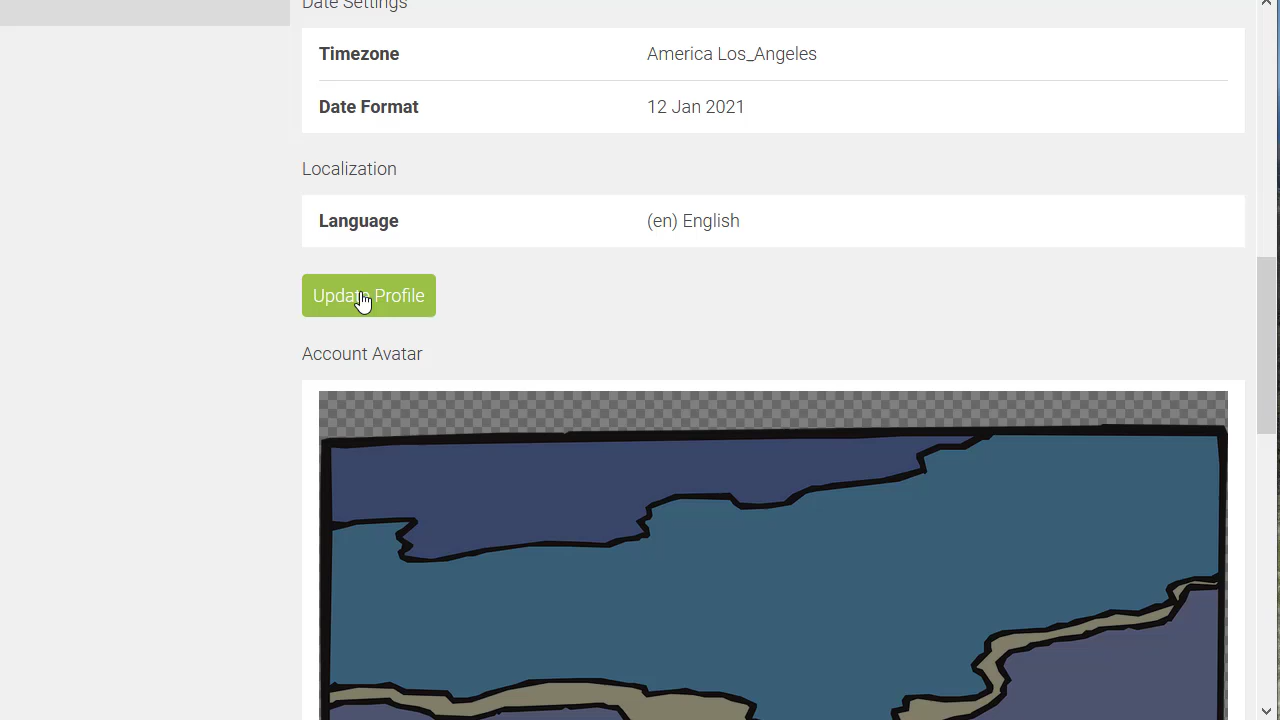 Date Settings
Timezone America Los_Angeles
Date Format 12 Jan 2021
Localization
Language (en) English
Update Profile
Account Avatar